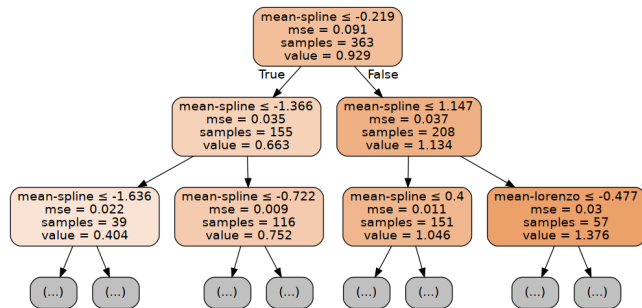 mean-spline ≤ -0.219
mse = 0.091
samples = 363
value = 0.929
True
False
mean-spline ≤ -1.366
mse = 0.035
samples = 155
value = 0.663
mean-spline ≤ 1.147
mse = 0.037
samples = 208
value = 1.134
mean-spline ≤ -1.636
mse = 0.022
samples = 39
value = 0.404
mean-spline ≤ -0.722
mse = 0.009
samples = 116
value = 0.752
mean-spline ≤ 0.4
mse = 0.011
samples = 151
value = 1.046
mean-lorenzo ≤ -0.477
mse = 0.03
samples = 57
value = 1.376
(...)
(...)
(...)
(...)
(...)
(...)
(...)
(...)